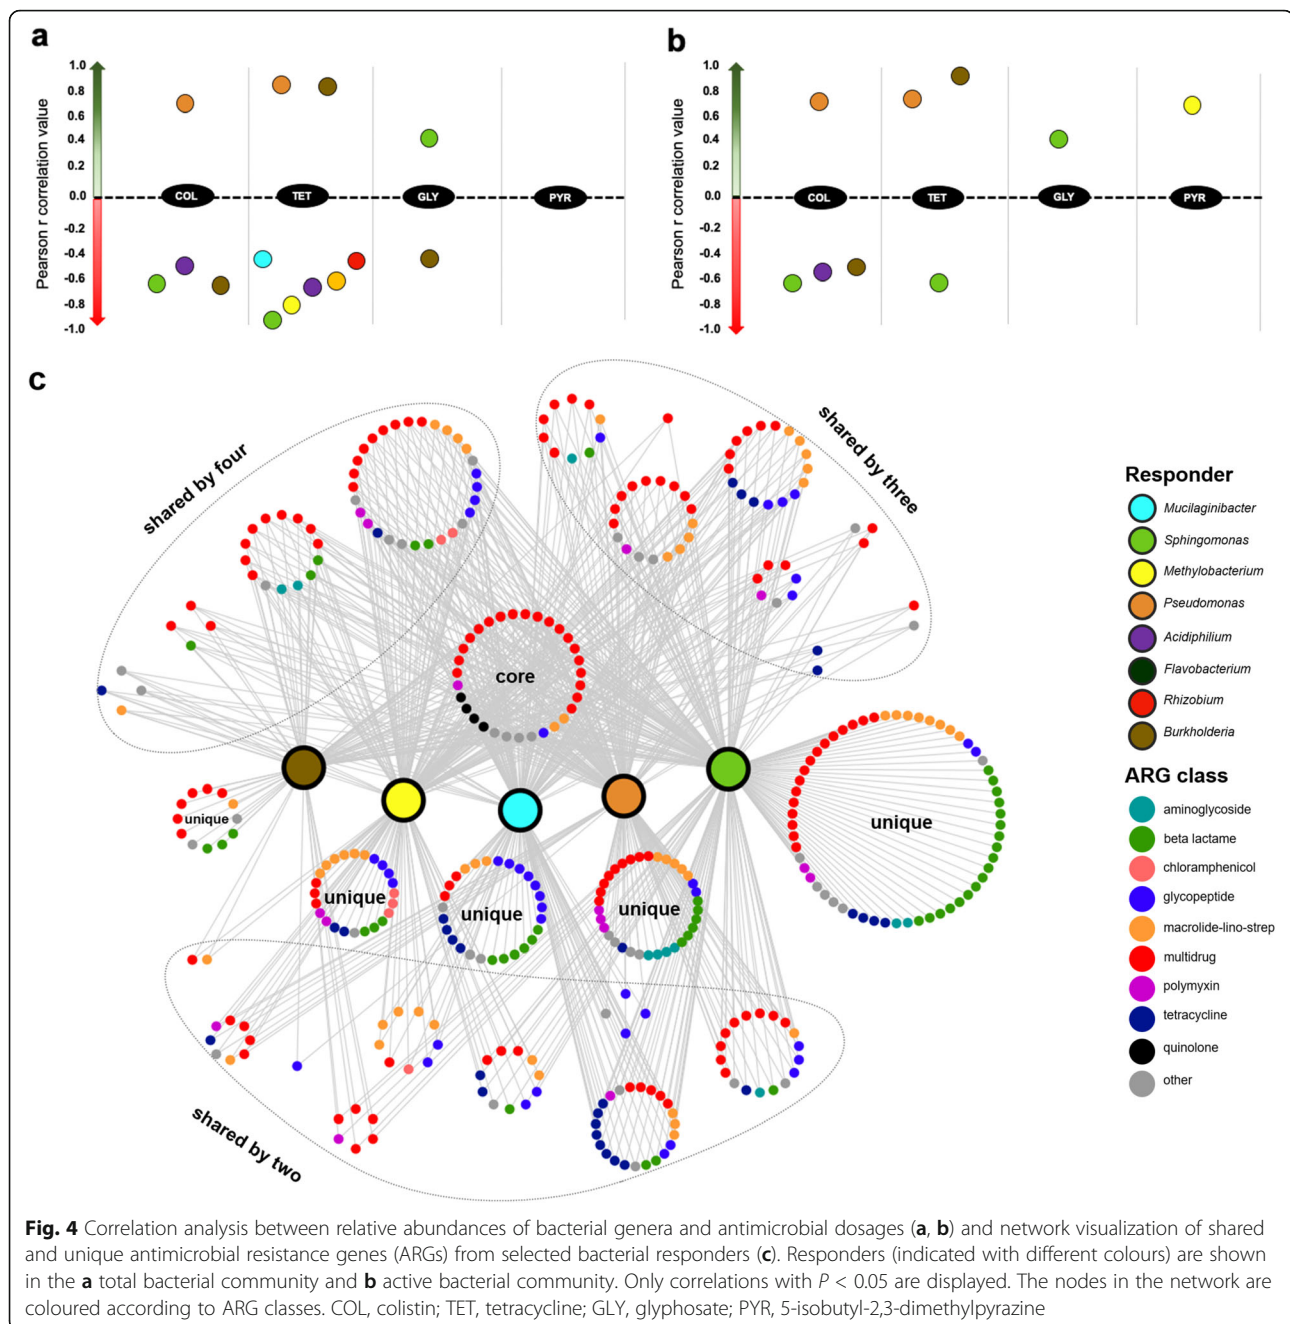 a
b
Pearson r correlation value
1.0
0.8
0.6
0.4
0.2
0.0
-0.2
-0.4
-0.6
-0.8
-1.0
COL
TET
GLY
PYR
Pearson r correlation value
1.0
0.8
0.6
0.4
0.2
0.0
-0.2
-0.4
-0.6
-0.8
-1.0
COL
TET
GLY
PYR
c
shared by four
shared by three
core
unique
unique
unique
unique
unique
shared by two
Responder
Mucilaginibacter
Sphingomonas
Methylobacterium
Pseudomonas
Acidiphilium
Flavobacterium
Rhizobium
Burkholderia
ARG class
aminoglycoside
beta lactame
chloramphenicol
glycopeptide
macrolide-lino-strep
multidrug
polymyxin
tetracycline
quinolone
other
Fig. 4 Correlation analysis between relative abundances of bacterial genera and antimicrobial dosages (a, b) and network visualization of shared
and unique antimicrobial resistance genes (ARGs) from selected bacterial responders (c). Responders (indicated with different colours) are shown
in the a total bacterial community and b active bacterial community. Only correlations with P < 0.05 are displayed. The nodes in the network are
coloured according to ARG classes. COL, colistin; TET, tetracycline; GLY, glyphosate; PYR, 5-isobutyl-2,3-dimethylpyrazine